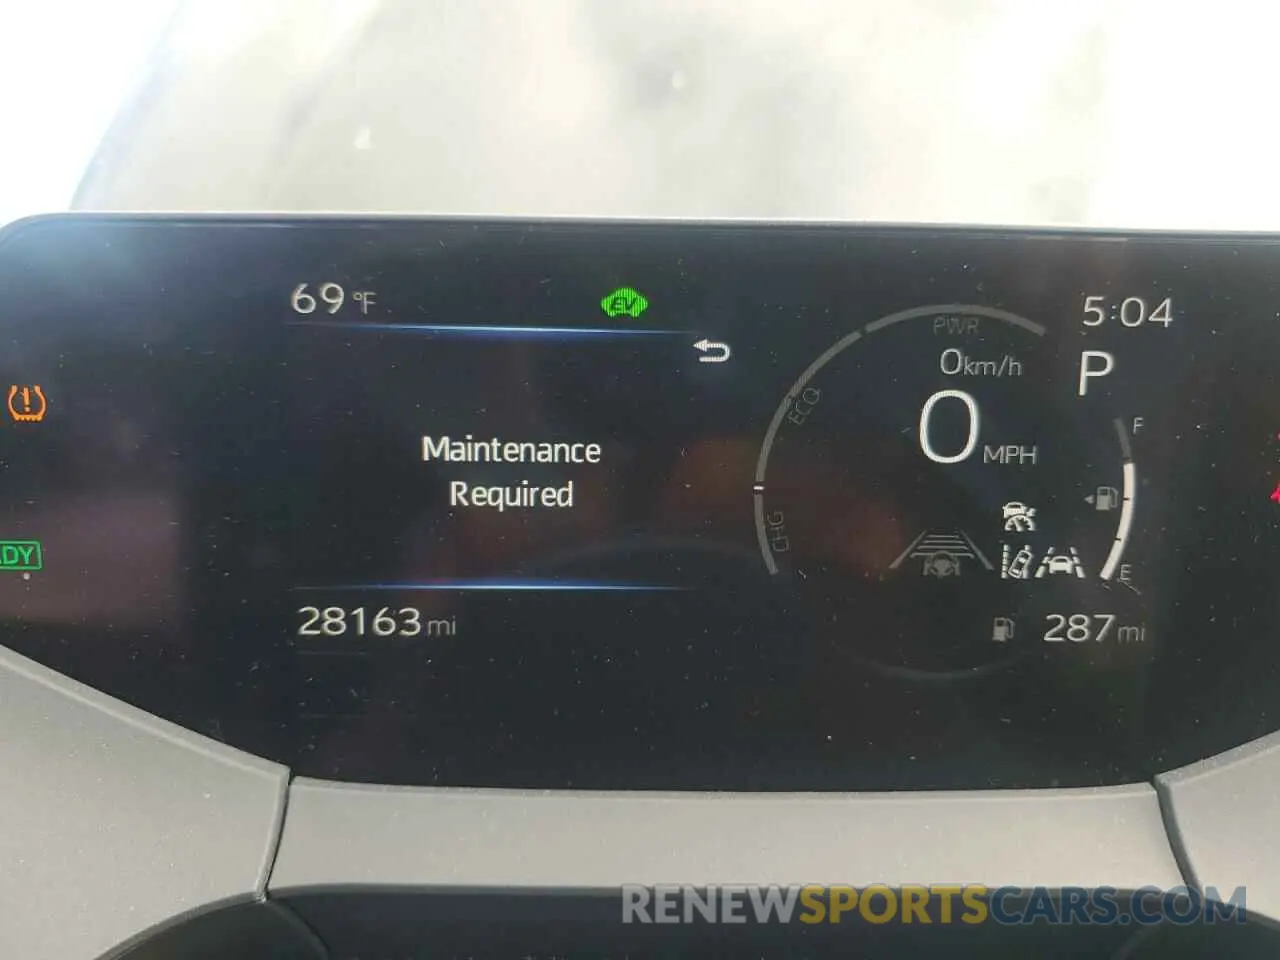 69 °F
EV
5:04
PWR
0 km/h
P
ECO
0 MPH
F
Maintenance
Required
CHG
ADY
E
28163 mi
287 mi
RENEWSPORTSCARS.COM